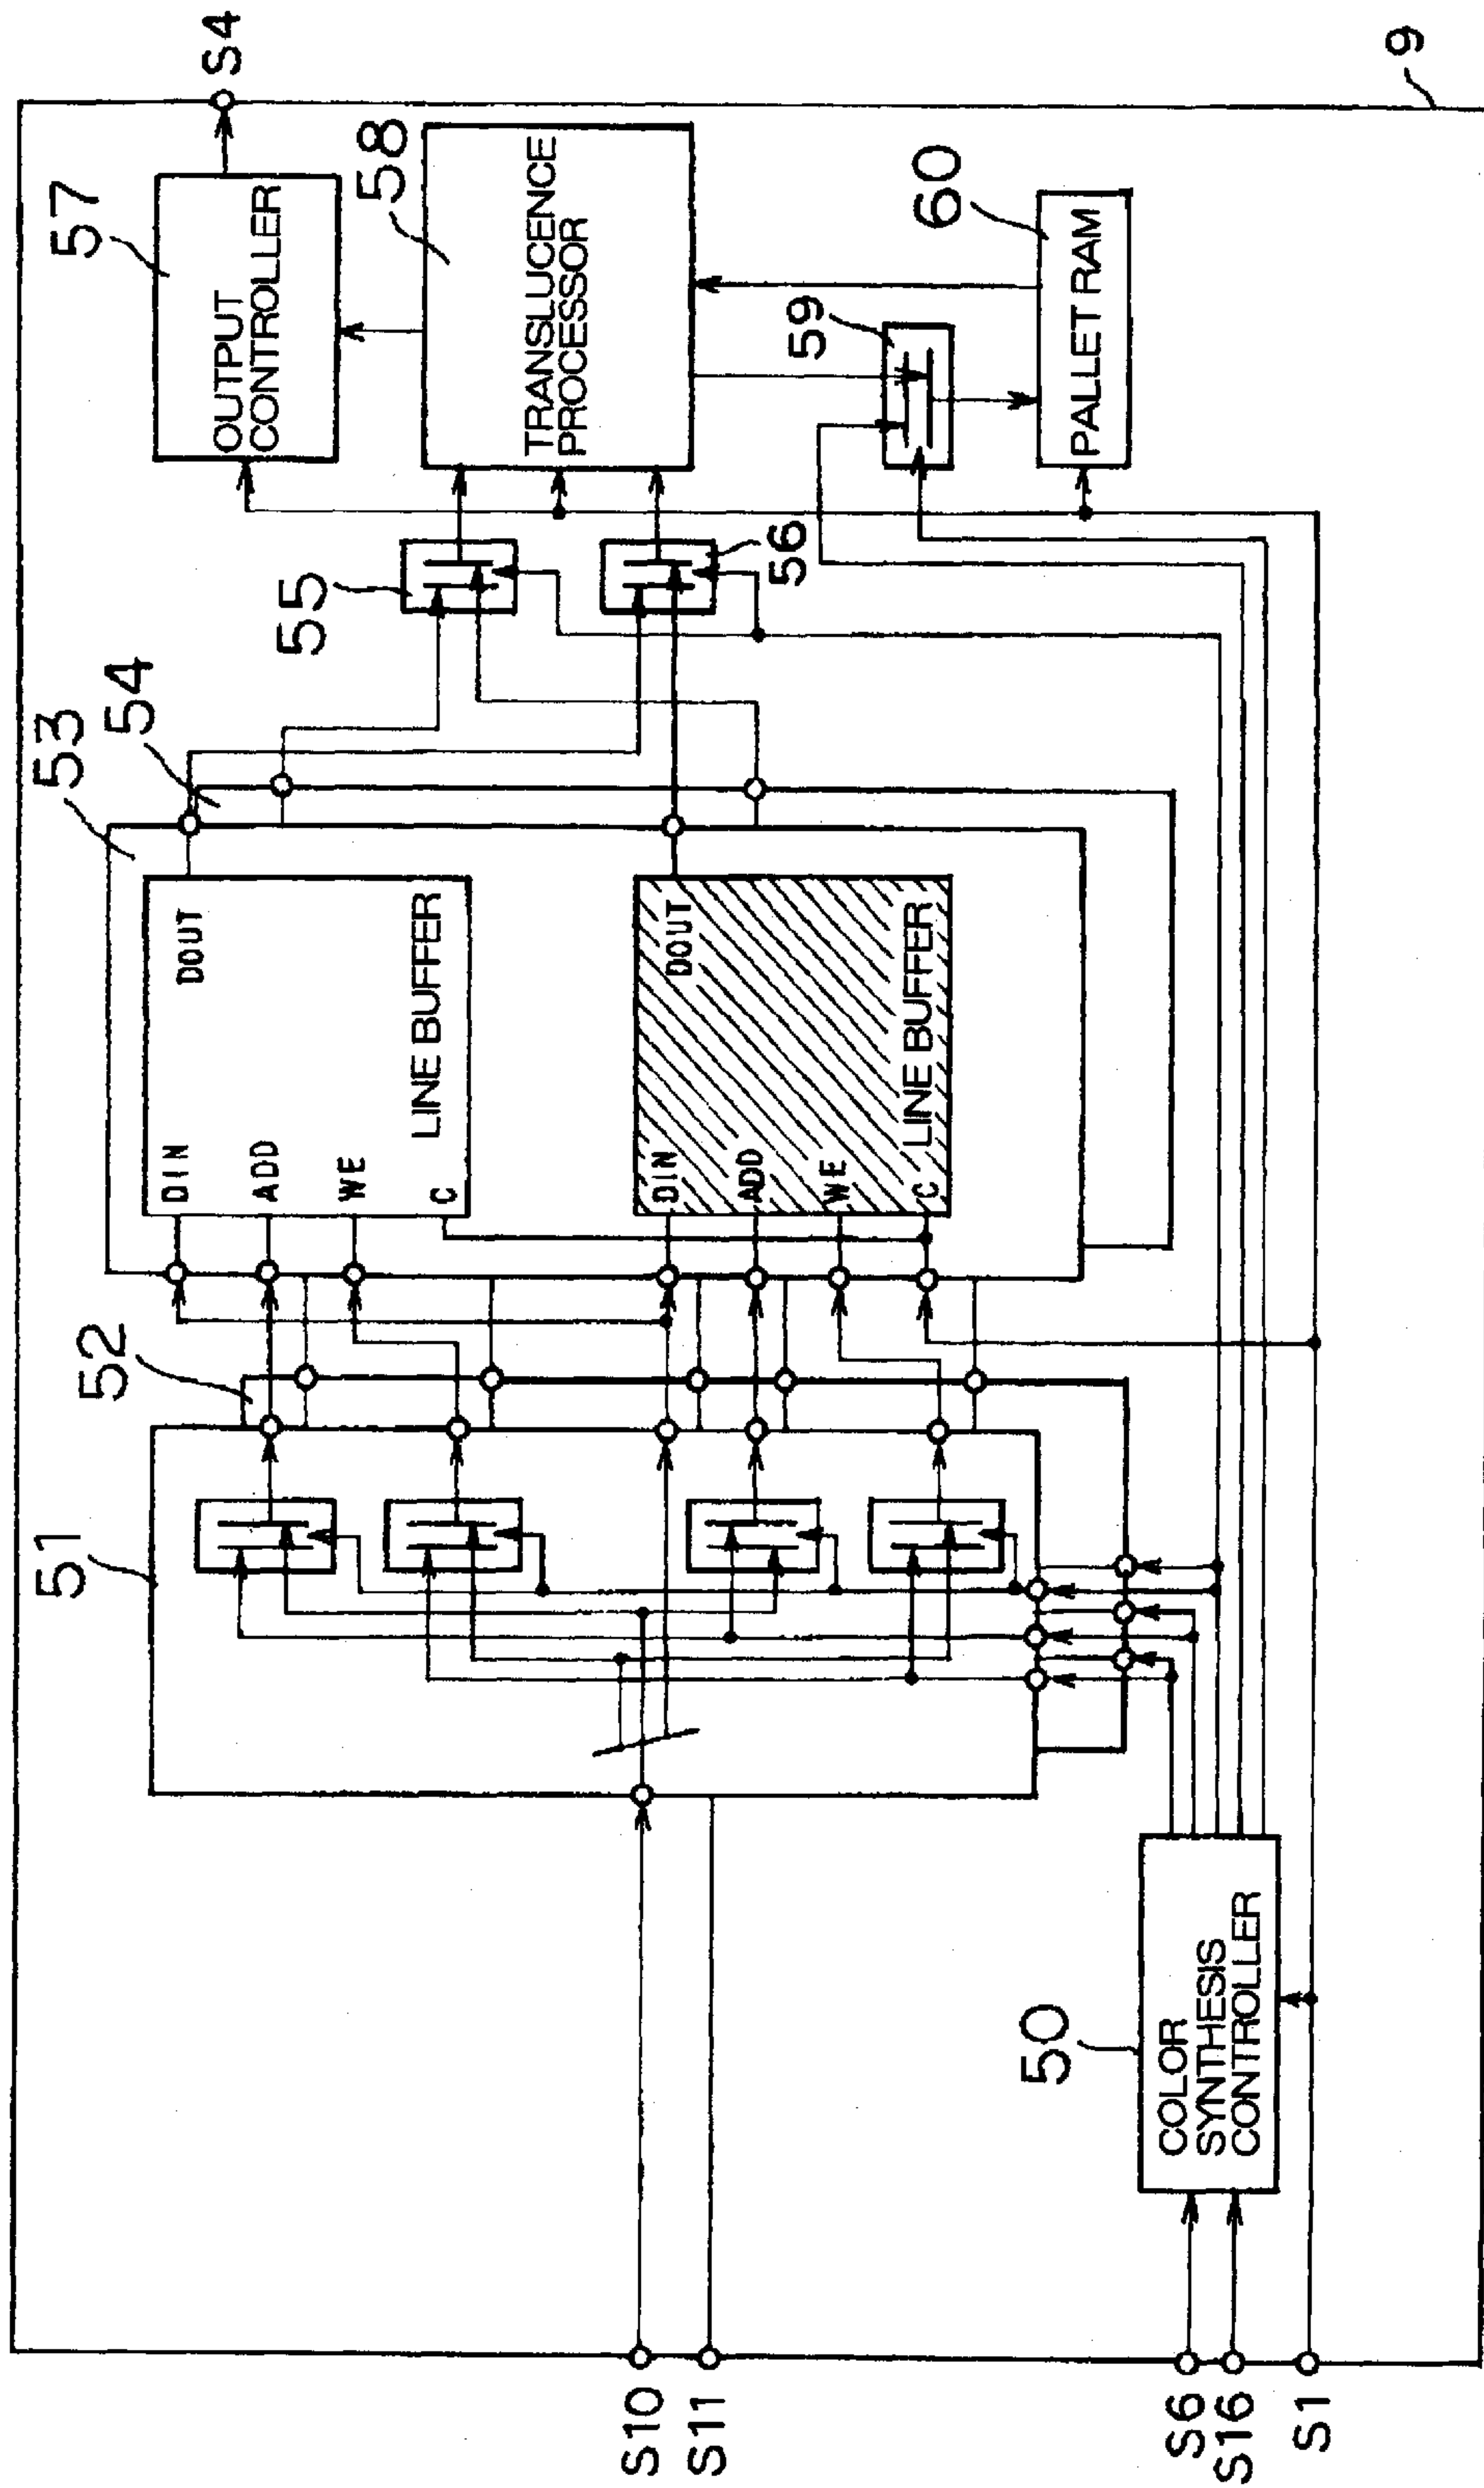 S4
9
57
OUTPUT
CONTROLLER
58
TRANSLUCENCE
PROCESSOR
59
60
PALLET RAM
55
56
53
54
DOUT
DIN
ADD
WE
C
LINE BUFFER
DOUT
DIN
ADD
WE
C
LINE BUFFER
52
51
50
COLOR
SYNTHESIS
CONTROLLER
S10
S11
S6
S16
S1